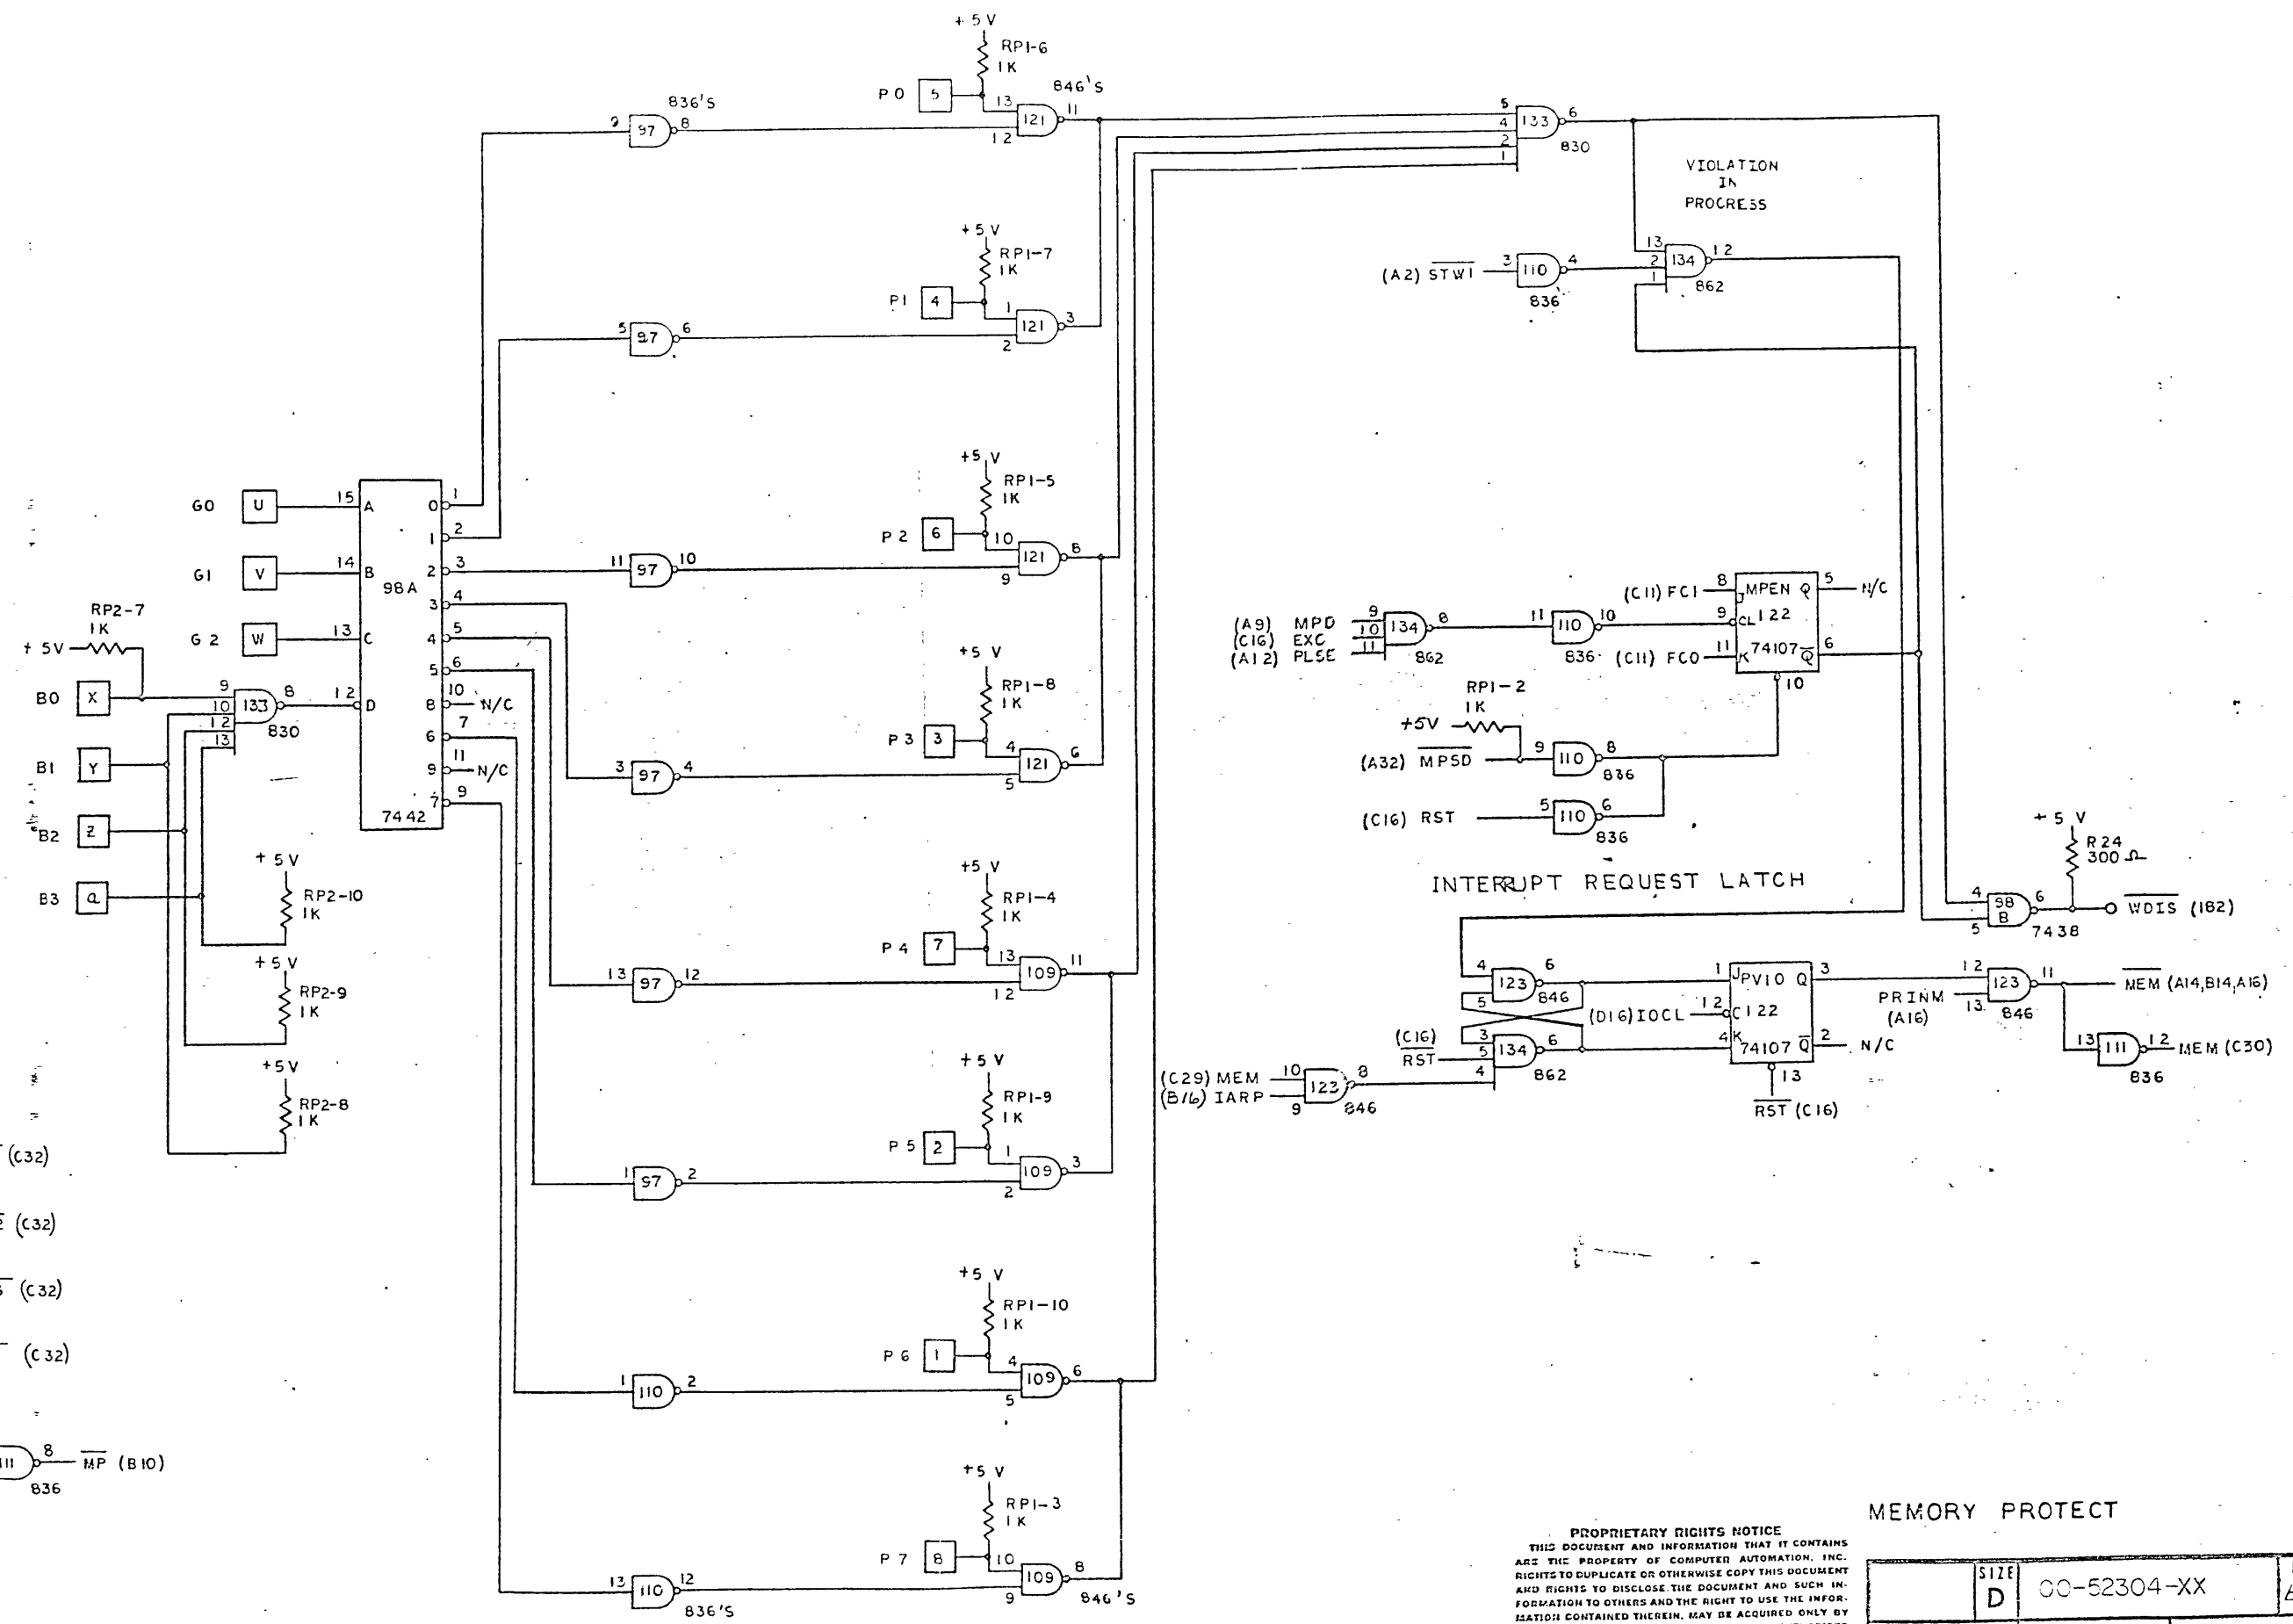 +5V
RP1-6
1K
846'S
836'S
P0 5 13 121 11
12
9 97 8
5 133 6
4
2
1
830
VIOLATION
IN
PROGRESS
+5V
RP1-7
1K
P1 4 1 121 3
2
5 97 6
(A2) STW1 3 110 4
836
13 134 12
2
1
862
+5V
RP1-5
1K
P2 6 10 121 8
9
11 97 10
G0 U 15 A 0 1
1 2
G1 V 14 B 2 3
98A
3 4
G2 W 13 C 4 5
5 6
RP2-7
1K
+5V
B0 X 9 133 8 12 D
10
12
13
830
8 10 N/C
6 7
9 11 N/C
7 9
7442
B1 Y
B2 Z
B3 a
+5V
RP2-10
1K
+5V
RP2-9
1K
+5V
RP2-8
1K
+5V
RP1-8
1K
P3 3 4 121 6
5
3 97 4
(C11) FC1 8 J MPEN Q 5 N/C
(A9) MPD 9 134 8 11 110 10 9 CL 122
(C16) EXC 10
(A12) PLSE 11
862
836
(C11) FC0 11 K 74107 Q 6
10
RP1-2
1K
+5V
(A32) MPSD 9 110 8
836
(C16) RST 5 110 6
836
INTERRUPT REQUEST LATCH
+5V
R24
300 Ω
4 98 B 6 WDIS (1B2)
5
7438
+5V
RP1-4
1K
P4 7 13 109 11
12
13 97 12
4 123 6
5
846
1 J PV10 Q 3
(D16) IOCL 12 C 122
4 K 74107 Q 2 N/C
13
RST (C16)
12 123 11 MEM (A14,B14,A16)
PRINM 13
(A16)
846
13 111 12 MEM (C30)
836
(C16)
RST
3 134 6
5
4
862
(C29) MEM 10 123 8
(B16) IARP 9
846
+5V
RP1-9
1K
P5 2 1 109 3
2
1 97 2
+5V
RP1-10
1K
P6 1 4 109 6
5
1 110 2
+5V
RP1-3
1K
P7 8 10 109 8
9
846'S
13 110 12
836'S
(C32)
(C32)
(C32)
(C32)
8 MP (B10)
836
MEMORY PROTECT
PROPRIETARY RIGHTS NOTICE
THIS DOCUMENT AND INFORMATION THAT IT CONTAINS
ARE THE PROPERTY OF COMPUTER AUTOMATION, INC.
RIGHTS TO DUPLICATE OR OTHERWISE COPY THIS DOCUMENT
AND RIGHTS TO DISCLOSE THE DOCUMENT AND SUCH IN-
FORMATION TO OTHERS AND THE RIGHT TO USE THE INFOR-
MATION CONTAINED THEREIN, MAY BE ACQUIRED ONLY BY
SIZE
D
00-52304-XX